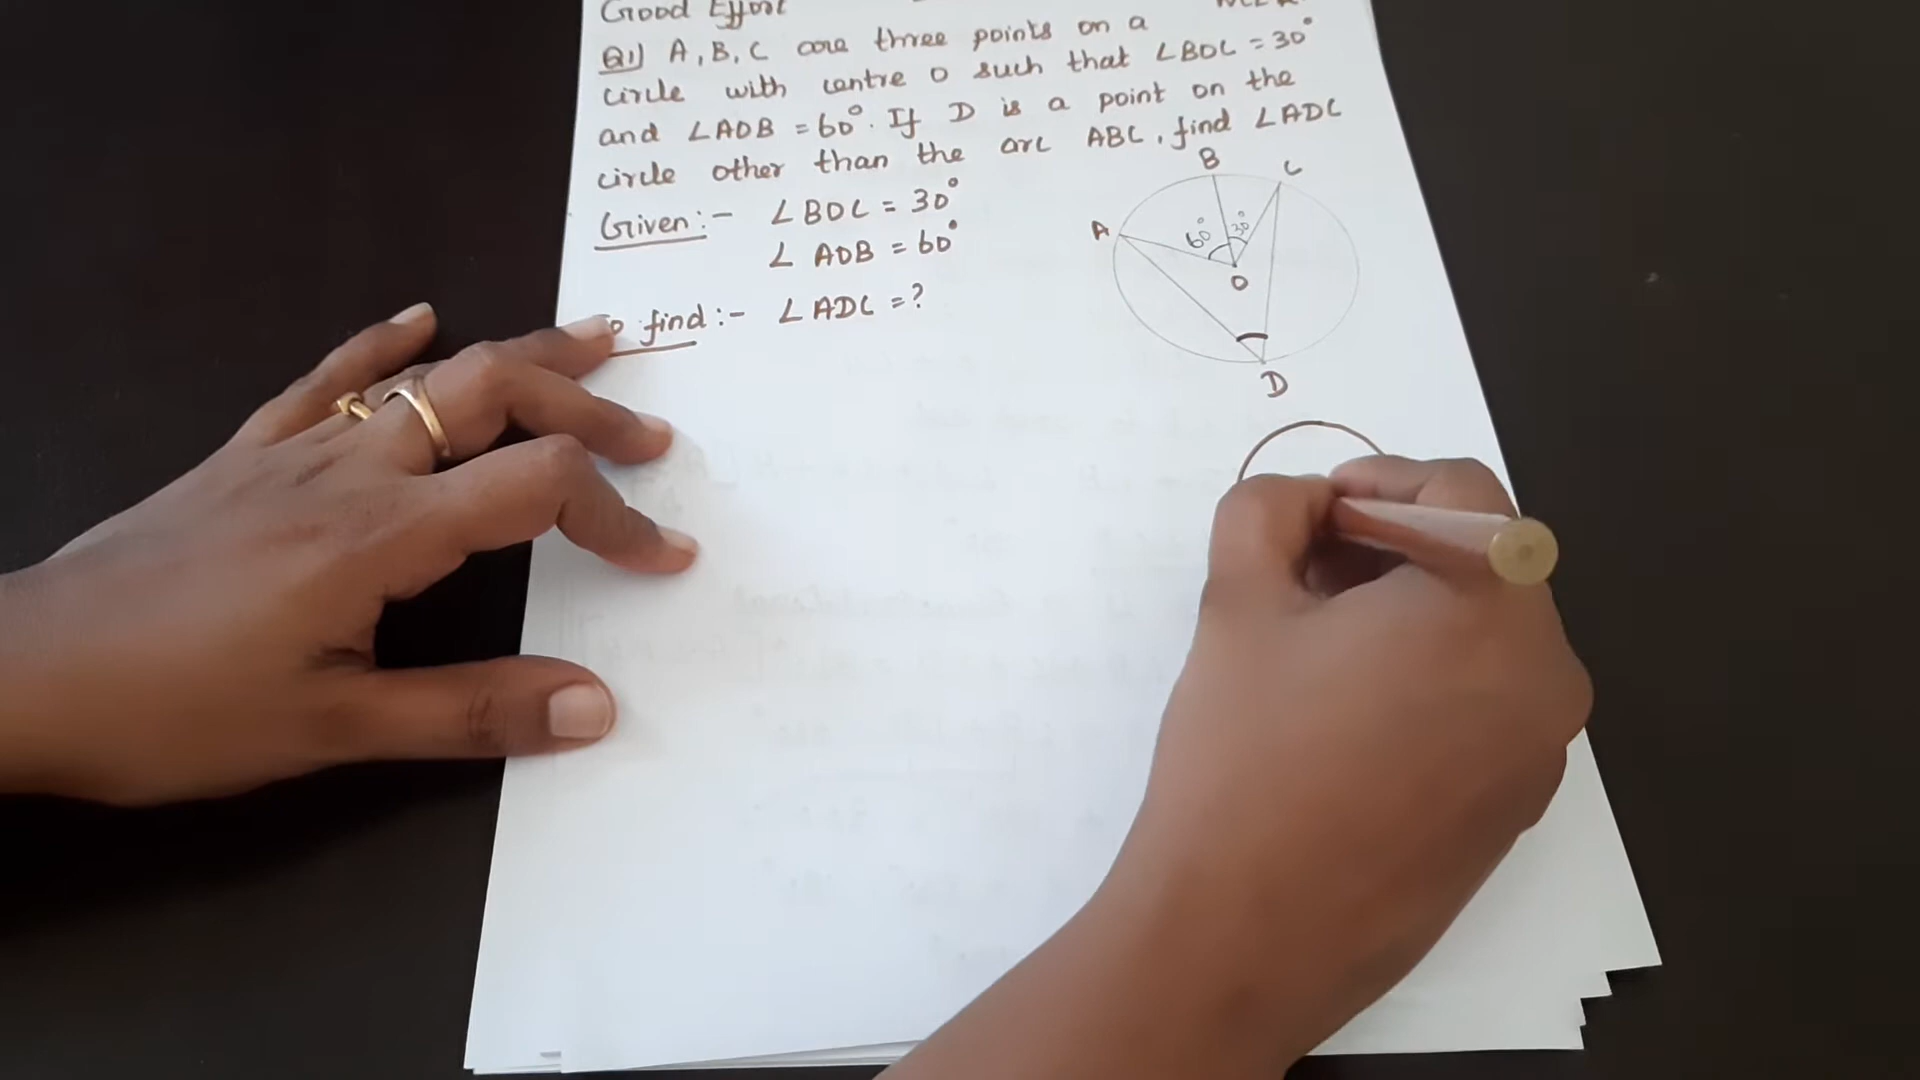 Good Effort
Q1) A, B, C are three points on a
circle with centre O such that ∠BOC = 30°
and ∠AOB = 60°. If D is a point on the
circle other than the arc ABC, find ∠ADC
Given:- ∠BOC = 30°
∠AOB = 60°
To find:- ∠ADC = ?
B
C
A
60°
30°
O
D